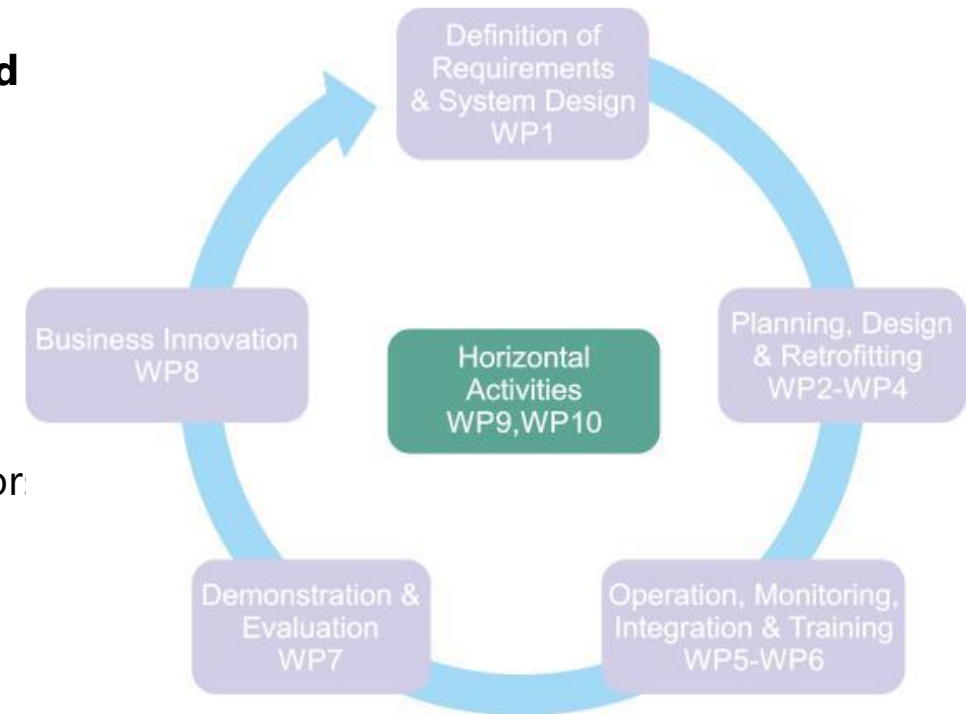 d
Definition of
Requirements
& System Design
WP1
Planning, Design
& Retrofitting
WP2-WP4
Operation, Monitoring,
Integration & Training
WP5-WP6
Demonstration &
Evaluation
WP7
Business Innovation
WP8
Horizontal
Activities
WP9,WP10